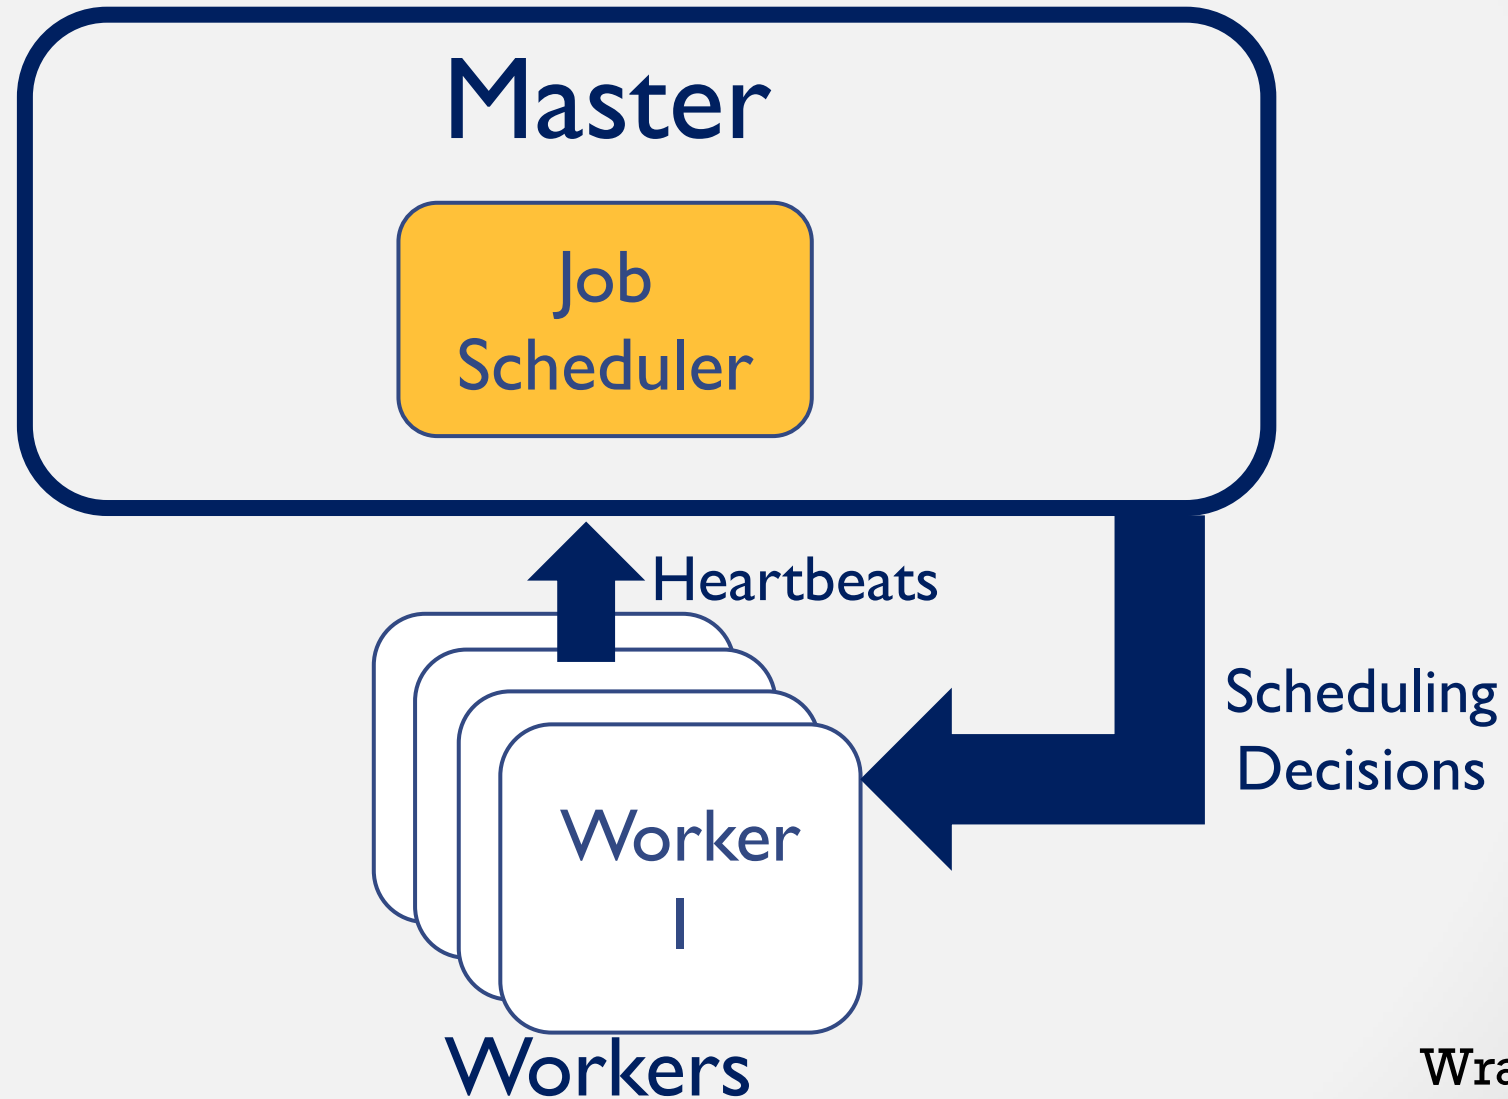 Master
Job
Scheduler
Heartbeats
Scheduling
Decisions
Worker
1
Workers